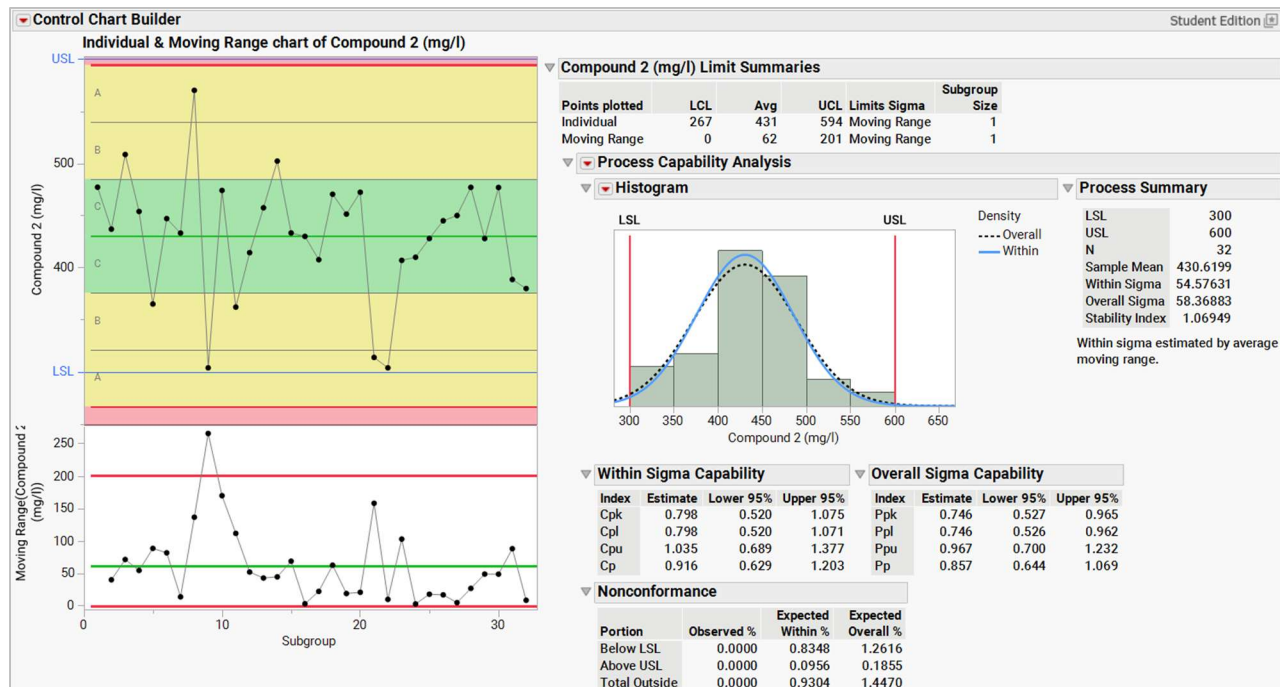 Control Chart Builder
Student Edition
Individual & Moving Range chart of Compound 2 (mg/l)
USL
A
B
500
C
Compound 2 (mg/l)
400
C
B
LSL
A
250
200
150
100
50
0
Moving Range(Compound 2
(mg/l))
0 10 20 30
Subgroup
Compound 2 (mg/l) Limit Summaries
Subgroup
Points plotted LCL Avg UCL Limits Sigma Size
Individual 267 431 594 Moving Range 1
Moving Range 0 62 201 Moving Range 1
Process Capability Analysis
Histogram
LSL USL
Density
Overall
Within
300 350 400 450 500 550 600 650
Compound 2 (mg/l)
Process Summary
LSL 300
USL 600
N 32
Sample Mean 430.6199
Within Sigma 54.57631
Overall Sigma 58.36883
Stability Index 1.06949
Within sigma estimated by average
moving range.
Within Sigma Capability
Index Estimate Lower 95% Upper 95%
Cpk 0.798 0.520 1.075
Cpl 0.798 0.520 1.071
Cpu 1.035 0.689 1.377
Cp 0.916 0.629 1.203
Overall Sigma Capability
Index Estimate Lower 95% Upper 95%
Ppk 0.746 0.527 0.965
Ppl 0.746 0.526 0.962
Ppu 0.967 0.700 1.232
Pp 0.857 0.644 1.069
Nonconformance
Expected Expected
Portion Observed % Within % Overall %
Below LSL 0.0000 0.8348 1.2616
Above USL 0.0000 0.0956 0.1855
Total Outside 0.0000 0.9304 1.4470